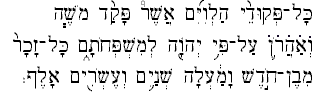 כָּל־פְּקוּדֵ֨י הַלְוִיִּ֜ם אֲשֶׁר֩ פָּקַ֨ד מֹשֶׁ֧ה
וְׄאַׄהֲׄרֹ֛ׄןׄ עַל־פִּ֥י יְהוָ֖ה לְמִשְׁפְּחֹתָ֑ם כָּל־זָכָר֙
מִבֶּן־חֹ֣דֶשׁ וָמַ֔עְלָה שְׁנַ֥יִם וְעֶשְׂרִ֖ים אָֽלֶף׃